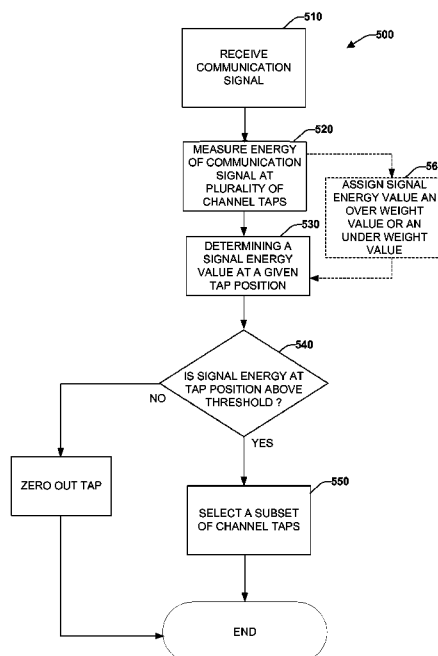 510
500
RECEIVE
COMMUNICATION
SIGNAL
520
MEASURE ENERGY
OF COMMUNICATION
SIGNAL AT
PLURALITY OF
CHANNEL TAPS
56
ASSIGN SIGNAL
ENERGY VALUE AN
OVER WEIGHT
VALUE OR AN
UNDER WEIGHT
VALUE
530
DETERMINING A
SIGNAL ENERGY
VALUE AT A GIVEN
TAP POSITION
540
IS SIGNAL ENERGY AT
TAP POSITION ABOVE
THRESHOLD ?
NO
YES
ZERO OUT TAP
550
SELECT A SUBSET
OF CHANNEL TAPS
END